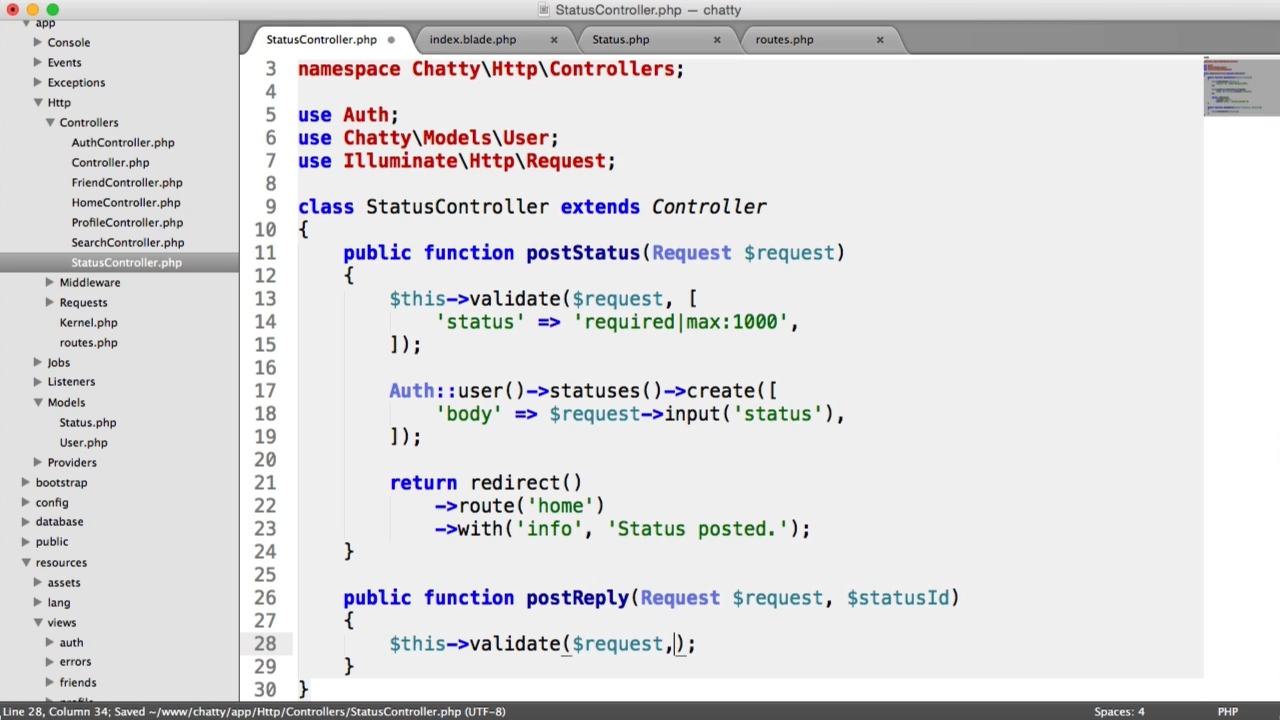 StatusController.php — chatty
app
Console
Events
Exceptions
Http
Controllers
AuthController.php
Controller.php
FriendController.php
HomeController.php
ProfileController.php
SearchController.php
StatusController.php
Middleware
Requests
Kernel.php
routes.php
Jobs
Listeners
Models
Status.php
User.php
Providers
bootstrap
config
database
public
resources
assets
lang
views
auth
errors
friends
StatusController.php
index.blade.php
Status.php
routes.php
3 namespace Chatty\Http\Controllers;
4
5 use Auth;
6 use Chatty\Models\User;
7 use Illuminate\Http\Request;
8
9 class StatusController extends Controller
10 {
11 public function postStatus(Request $request)
12 {
13 $this->validate($request, [
14 'status' => 'required|max:1000',
15 ]);
16
17 Auth::user()->statuses()->create([
18 'body' => $request->input('status'),
19 ]);
20
21 return redirect()
22 ->route('home')
23 ->with('info', 'Status posted.');
24 }
25
26 public function postReply(Request $request, $statusId)
27 {
28 $this->validate($request,);
29 }
30 }
Line 28, Column 34; Saved ~/www/chatty/app/Http/Controllers/StatusController.php (UTF-8)
Spaces: 4
PHP